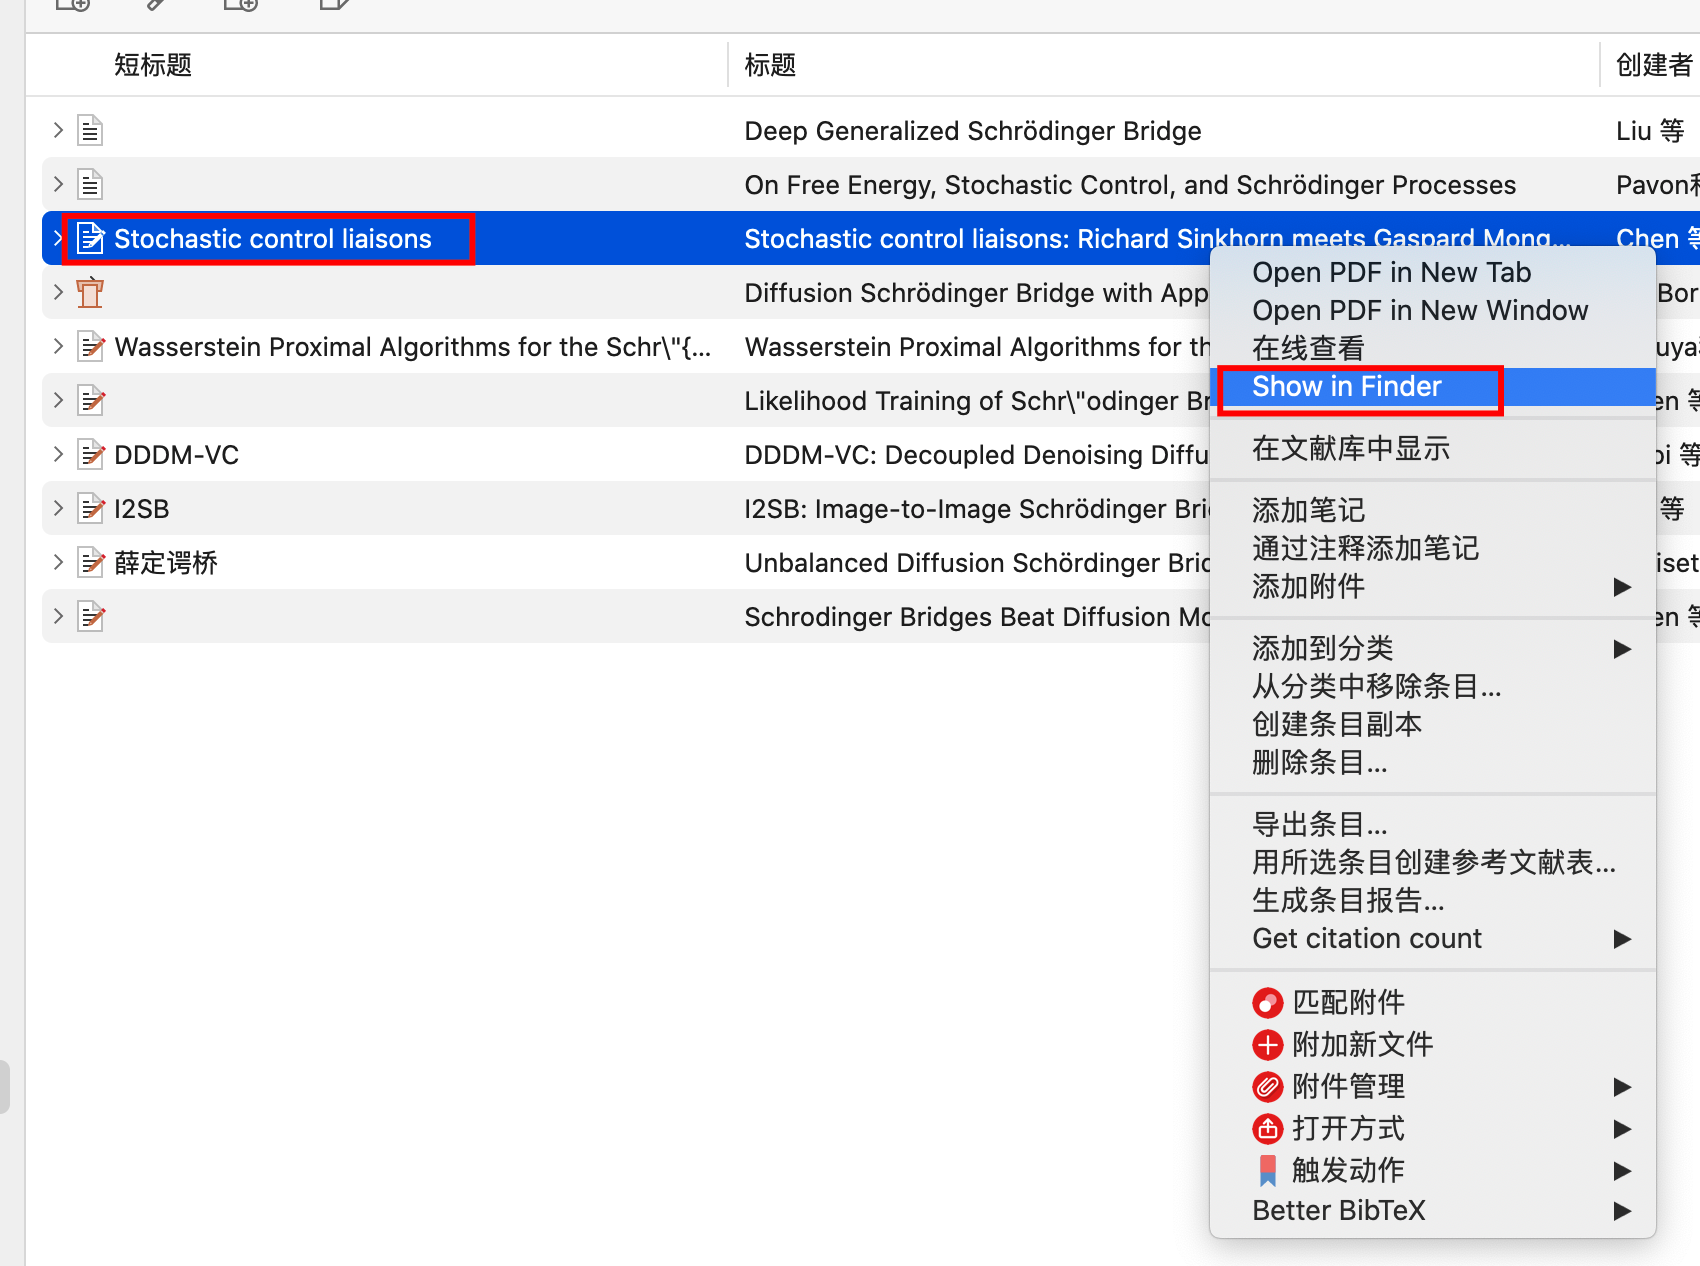 短标题 标题 创建者
Deep Generalized Schrödinger Bridge Liu 等
On Free Energy, Stochastic Control, and Schrödinger Processes Pavon
Stochastic control liaisons Stochastic control liaisons: Richard Sinkhorn meets Gaspard Mong... Chen 等
Diffusion Schrödinger Bridge with App Bor
Wasserstein Proximal Algorithms for the Schr\"{... Wasserstein Proximal Algorithms for th uya
Likelihood Training of Schr\"odinger Br en 等
DDDM-VC DDDM-VC: Decoupled Denoising Diffu oi 等
I2SB I2SB: Image-to-Image Schrödinger Bri 等
薛定谔桥 Unbalanced Diffusion Schördinger Brid iset
Schrodinger Bridges Beat Diffusion Mo en 等
Open PDF in New Tab
Open PDF in New Window
在线查看
Show in Finder
在文献库中显示
添加笔记
通过注释添加笔记
添加附件
添加到分类
从分类中移除条目...
创建条目副本
删除条目...
导出条目...
用所选条目创建参考文献表...
生成条目报告...
Get citation count
匹配附件
附加新文件
附件管理
打开方式
触发动作
Better BibTeX